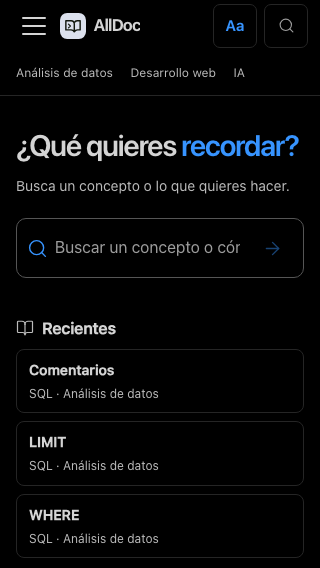 AllDoc
Aa
Análisis de datos Desarrollo web IA
¿Qué quieres recordar?
Busca un concepto o lo que quieres hacer.
Buscar un concepto o cór
Recientes
Comentarios
SQL · Análisis de datos
LIMIT
SQL · Análisis de datos
WHERE
SQL · Análisis de datos